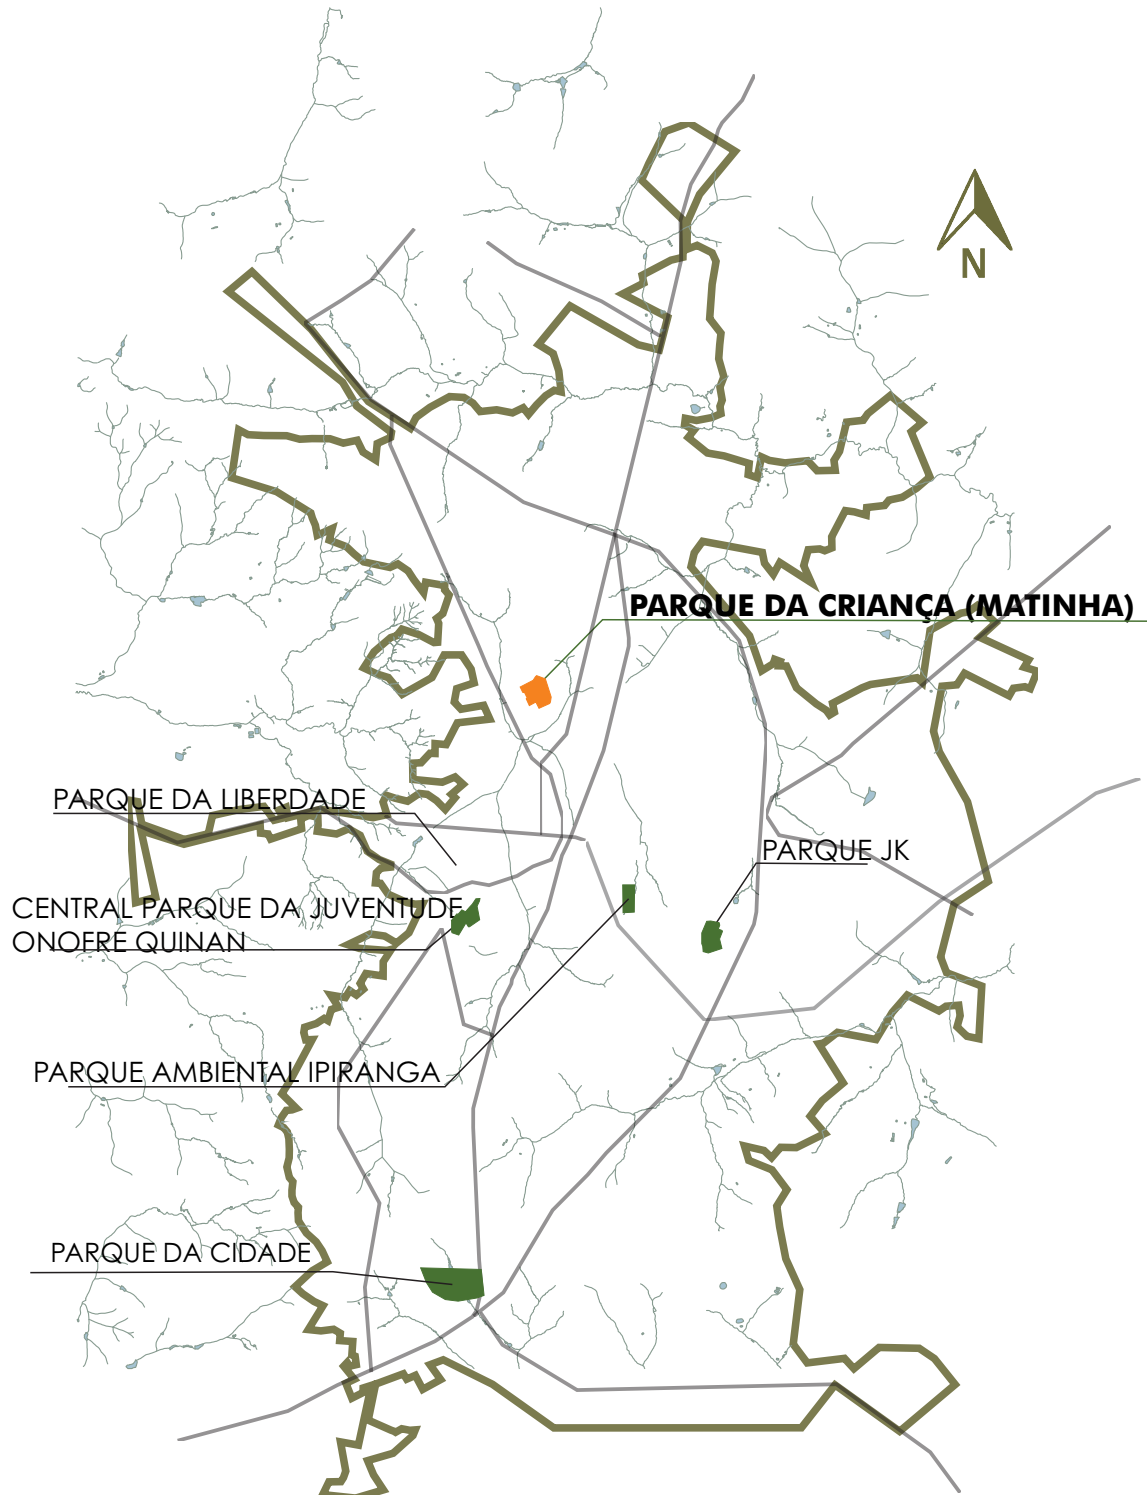 N
PARQUE DA CRIANÇA (MATINHA)
PARQUE DA LIBERDADE
PARQUE JK
CENTRAL PARQUE DA JUVENTUDE
ONOFRE QUINAN
PARQUE AMBIENTAL IPIRANGA
PARQUE DA CIDADE